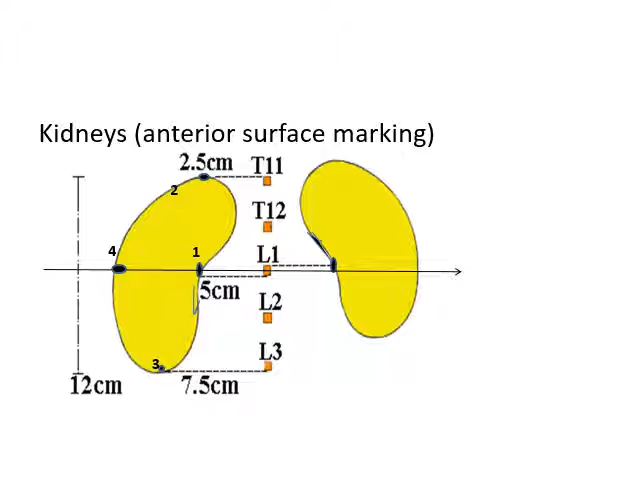 Kidneys (anterior surface marking)
2.5cm T11
2
T12
4
1
L1
5cm
L2
3
L3
12cm
7.5cm